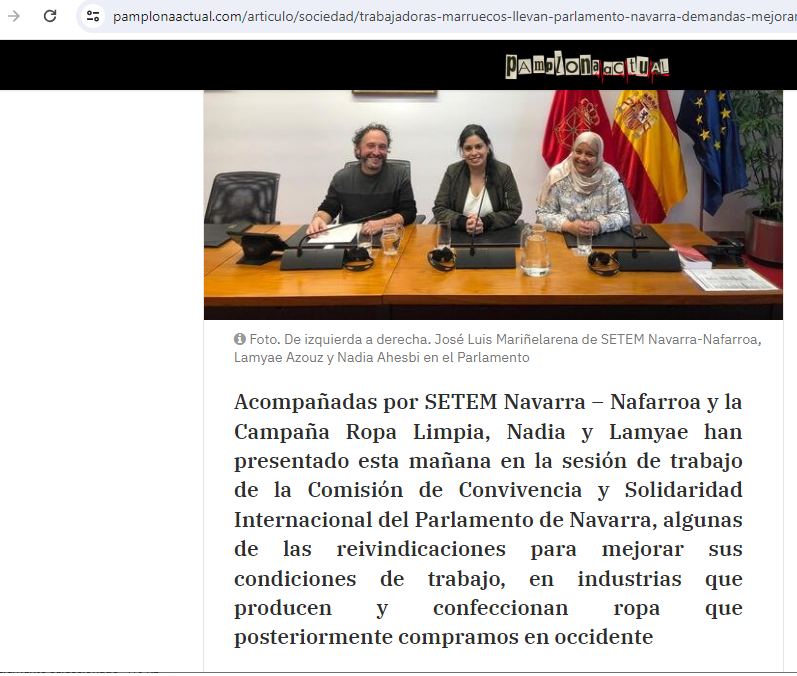 pamplonaactual.com/articulo/sociedad/trabajadoras-marruecos-llevan-parlamento-navarra-demandas-mejorar
pamplona actual
Foto. De izquierda a derecha. José Luis Mariñelarena de SETEM Navarra-Nafarroa,
Lamyae Azouz y Nadia Ahesbi en el Parlamento
Acompañadas por SETEM Navarra – Nafarroa y la
Campaña Ropa Limpia, Nadia y Lamyae han
presentado esta mañana en la sesión de trabajo
de la Comisión de Convivencia y Solidaridad
Internacional del Parlamento de Navarra, algunas
de las reivindicaciones para mejorar sus
condiciones de trabajo, en industrias que
producen y confeccionan ropa que
posteriormente compramos en occidente